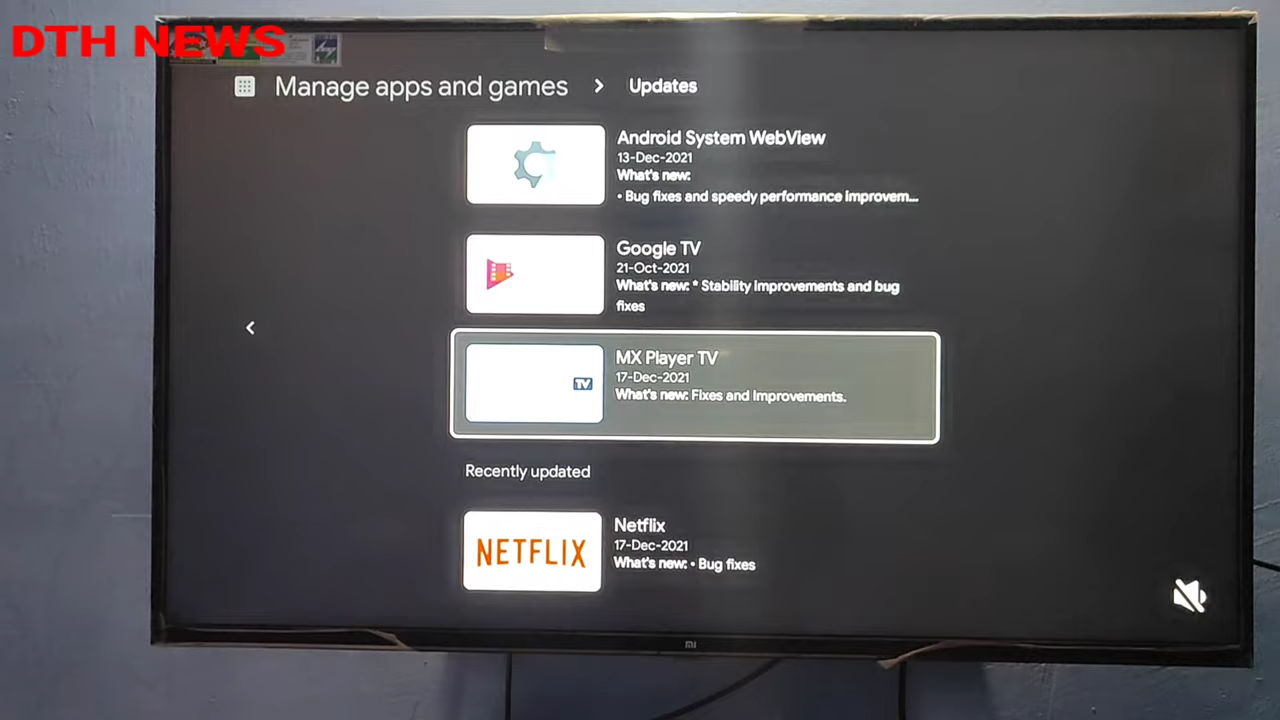 DTH NEWS
Manage apps and games > Updates
Android System WebView
13-Dec-2021
What's new:
• Bug fixes and speedy performance improvem...
Google TV
21-Oct-2021
What's new: * Stability improvements and bug
fixes
TV
MX Player TV
17-Dec-2021
What's new: Fixes and Improvements.
Recently updated
NETFLIX
Netflix
17-Dec-2021
What's new: • Bug fixes
mi